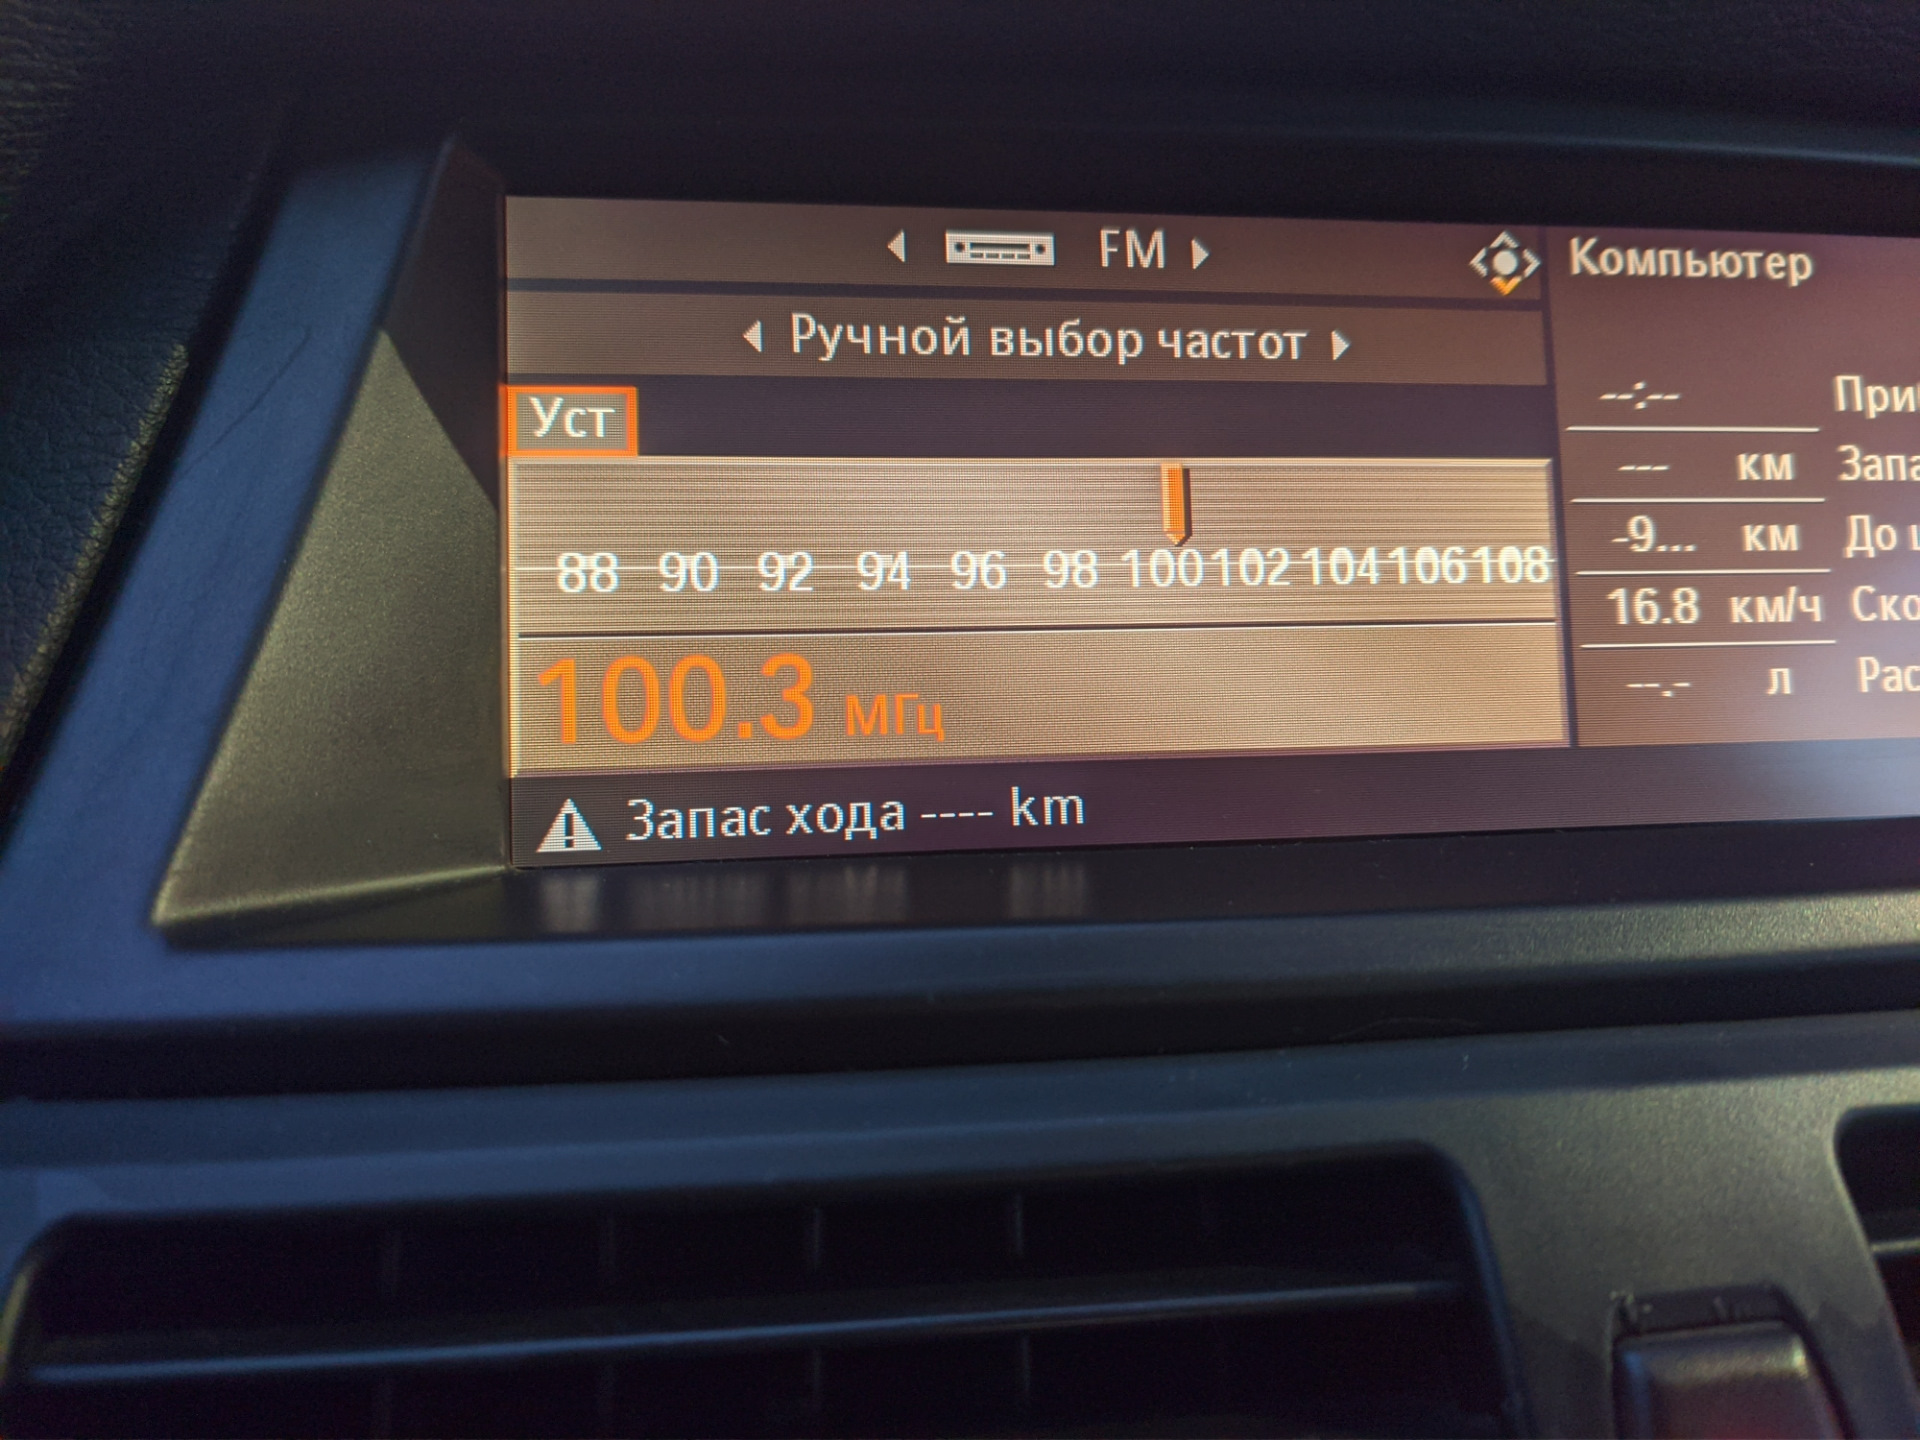 FM
Ручной выбор частот
Уст
88 90 92 94 96 98 100 102 104 106 108
100.3 МГц
Запас хода ---- km
Компьютер
--:--
--- км
-9... км До
16.8 км/ч
--.- л